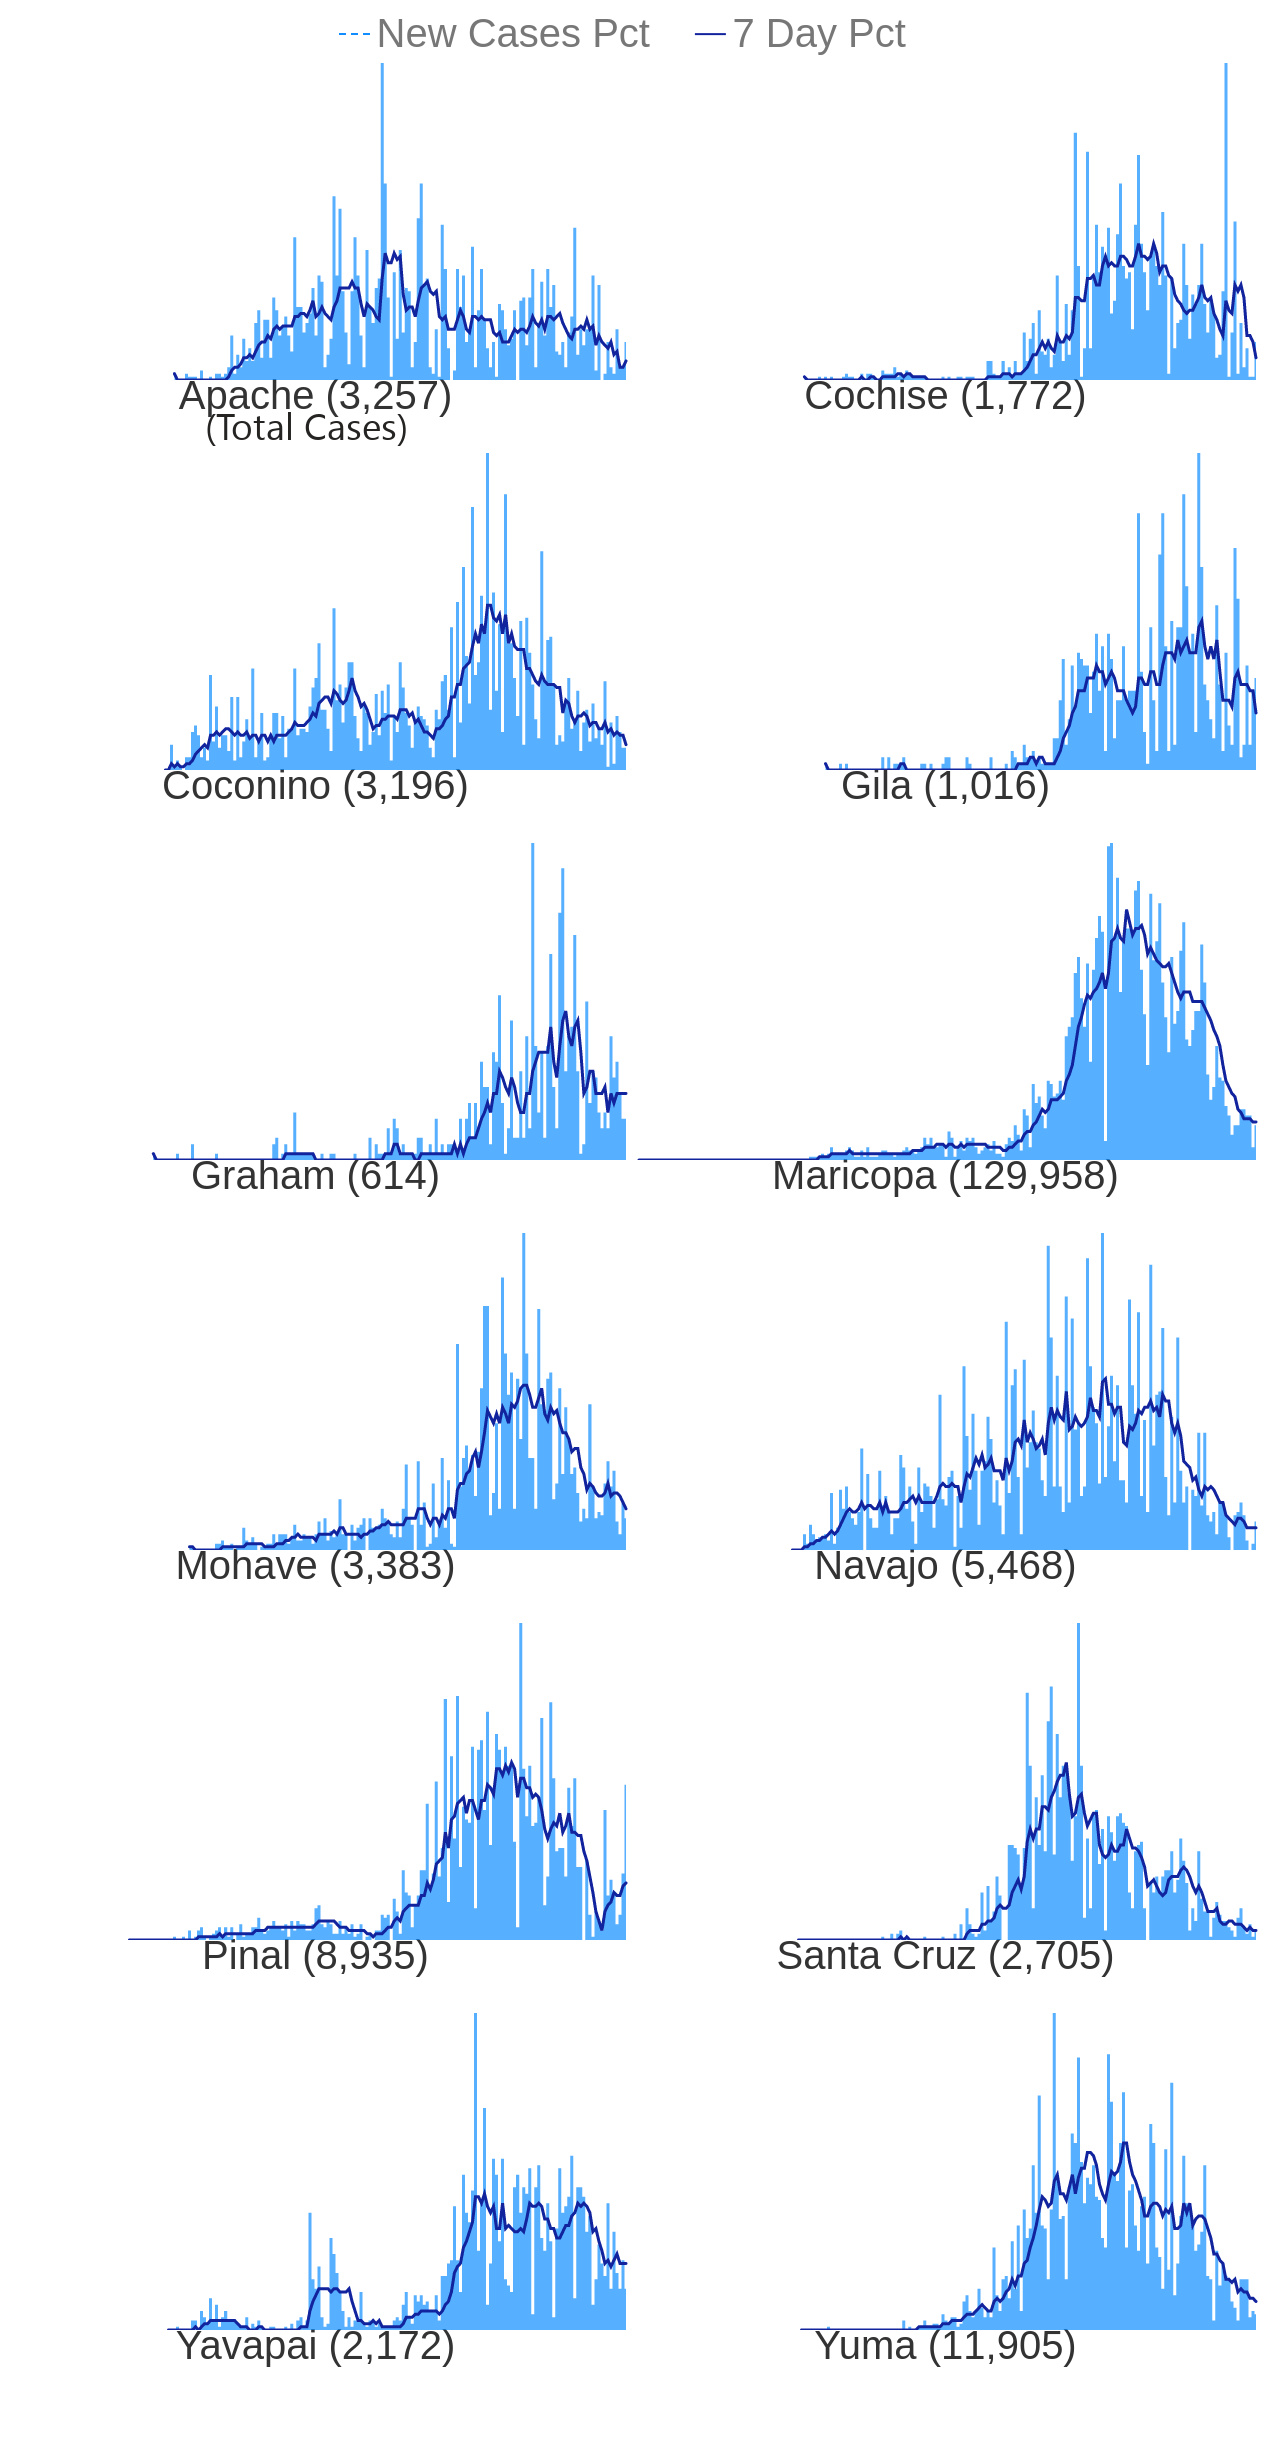 New Cases Pct 7 Day Pct
Apache (3,257) Cochise (1,772)
(Total Cases)
Coconino (3,196) Gila (1,016)
Graham (614) Maricopa (129,958)
Mohave (3,383) Navajo (5,468)
Pinal (8,935) Santa Cruz (2,705)
Yavapai (2,172) Yuma (11,905)